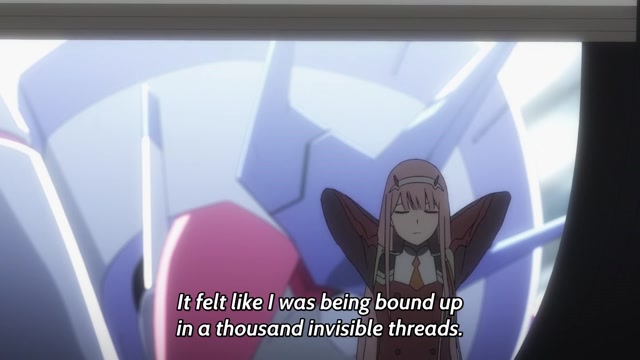 It felt like I was being bound up
in a thousand invisible threads.